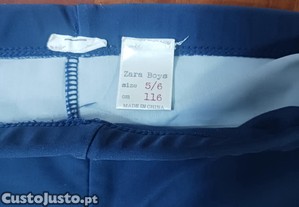 Zara Boys
size 5/6
cm 116
MADE IN CHINA
CustoJusto.pt